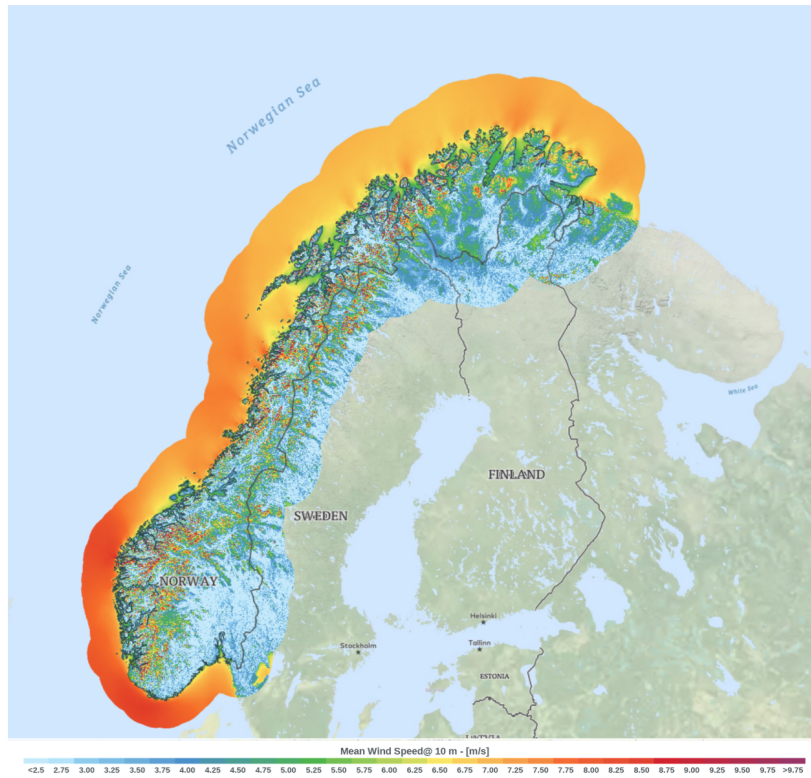 Norwegian Sea
Norwegian Sea
White Sea
FINLAND
SWEDEN
NORWAY
Helsinki
Stockholm
Tallinn
ESTONIA
LATVIA
Mean Wind Speed@ 10 m - [m/s]
<2.5 2.75 3.00 3.25 3.50 3.75 4.00 4.25 4.50 4.75 5.00 5.25 5.50 5.75 6.00 6.25 6.50 6.75 7.00 7.25 7.50 7.75 8.00 8.25 8.50 8.75 9.00 9.25 9.50 9.75 >9.75